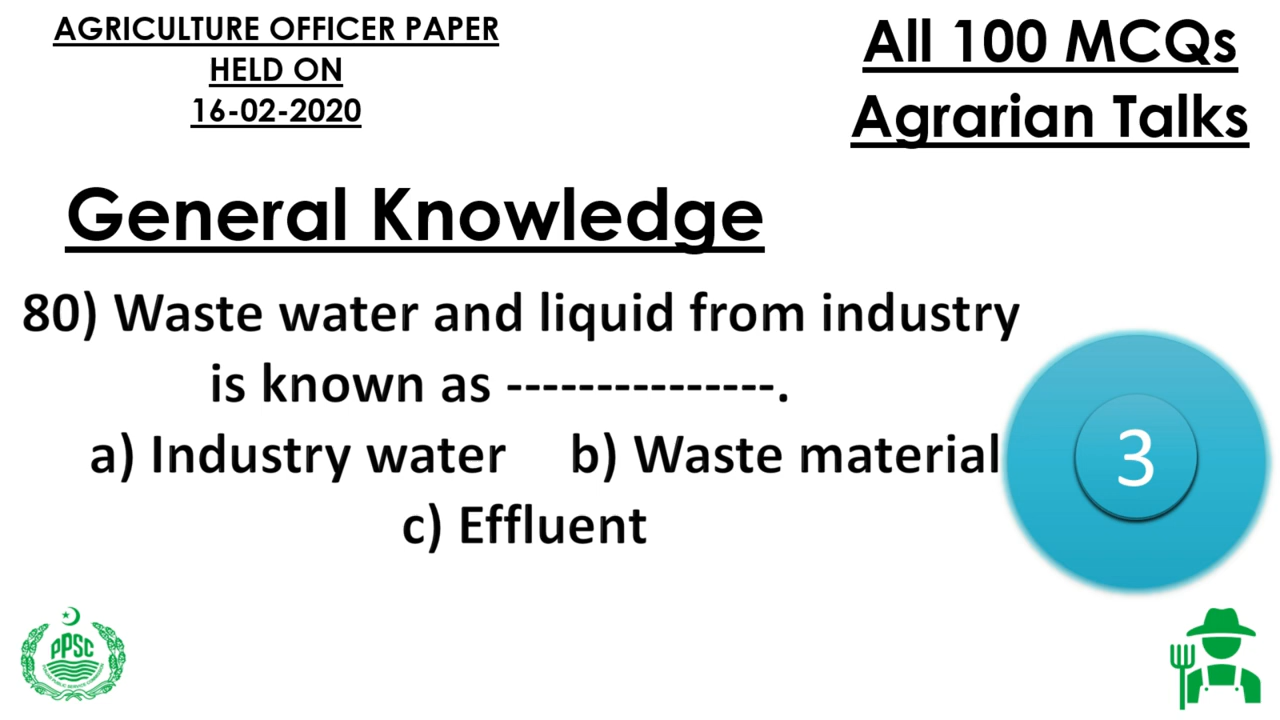 AGRICULTURE OFFICER PAPER
HELD ON
16-02-2020
All 100 MCQs
Agrarian Talks
General Knowledge
80) Waste water and liquid from industry
is known as ---------------.
a) Industry water b) Waste material
c) Effluent
3
PPSC